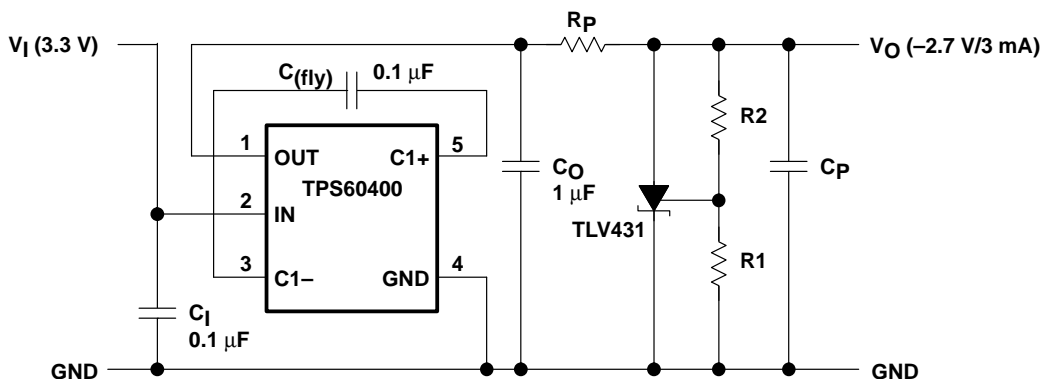 RP
VI (3.3 V)
VO (–2.7 V/3 mA)
C(fly)
0.1 µF
R2
1
OUT
C1+
5
CO
1 µF
CP
TPS60400
2
IN
TLV431
R1
3
C1–
GND
4
CI
0.1 µF
GND
GND